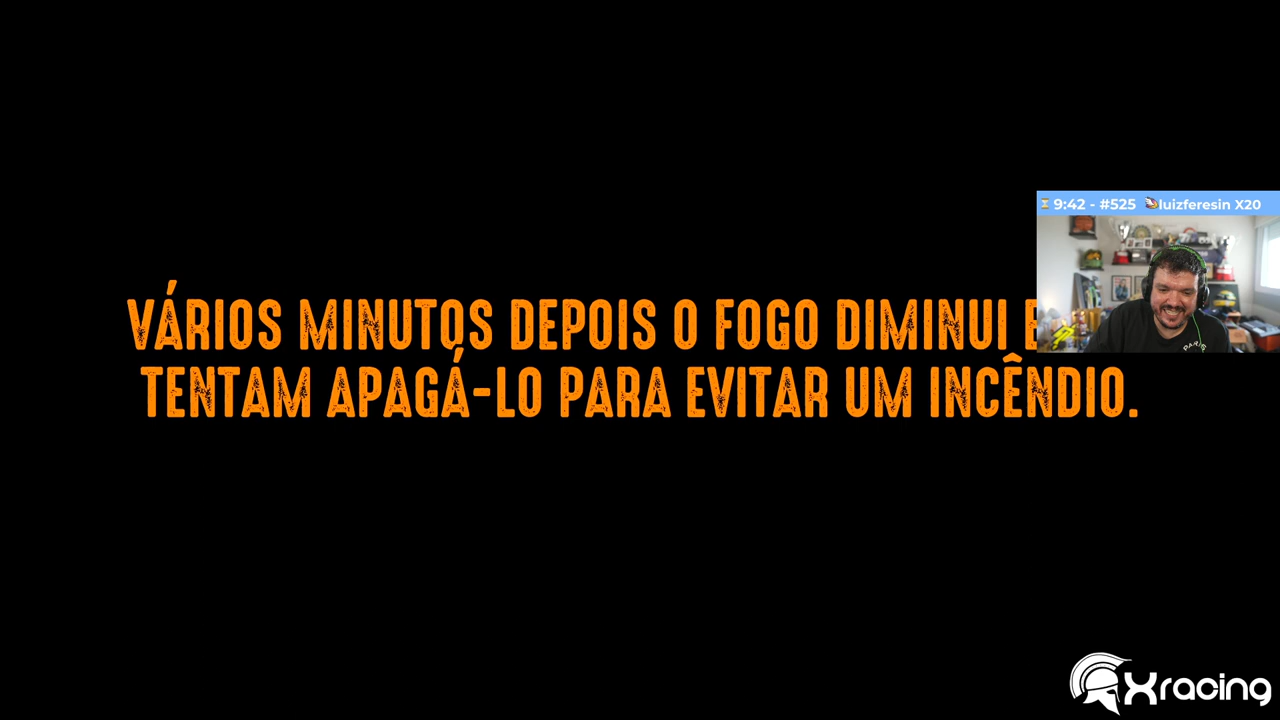 9:42 - #525 luizferesin X20
VÁRIOS MINUTOS DEPOIS O FOGO DIMINUI E
TENTAM APAGÁ-LO PARA EVITAR UM INCÊNDIO.
PARIS
Xracing